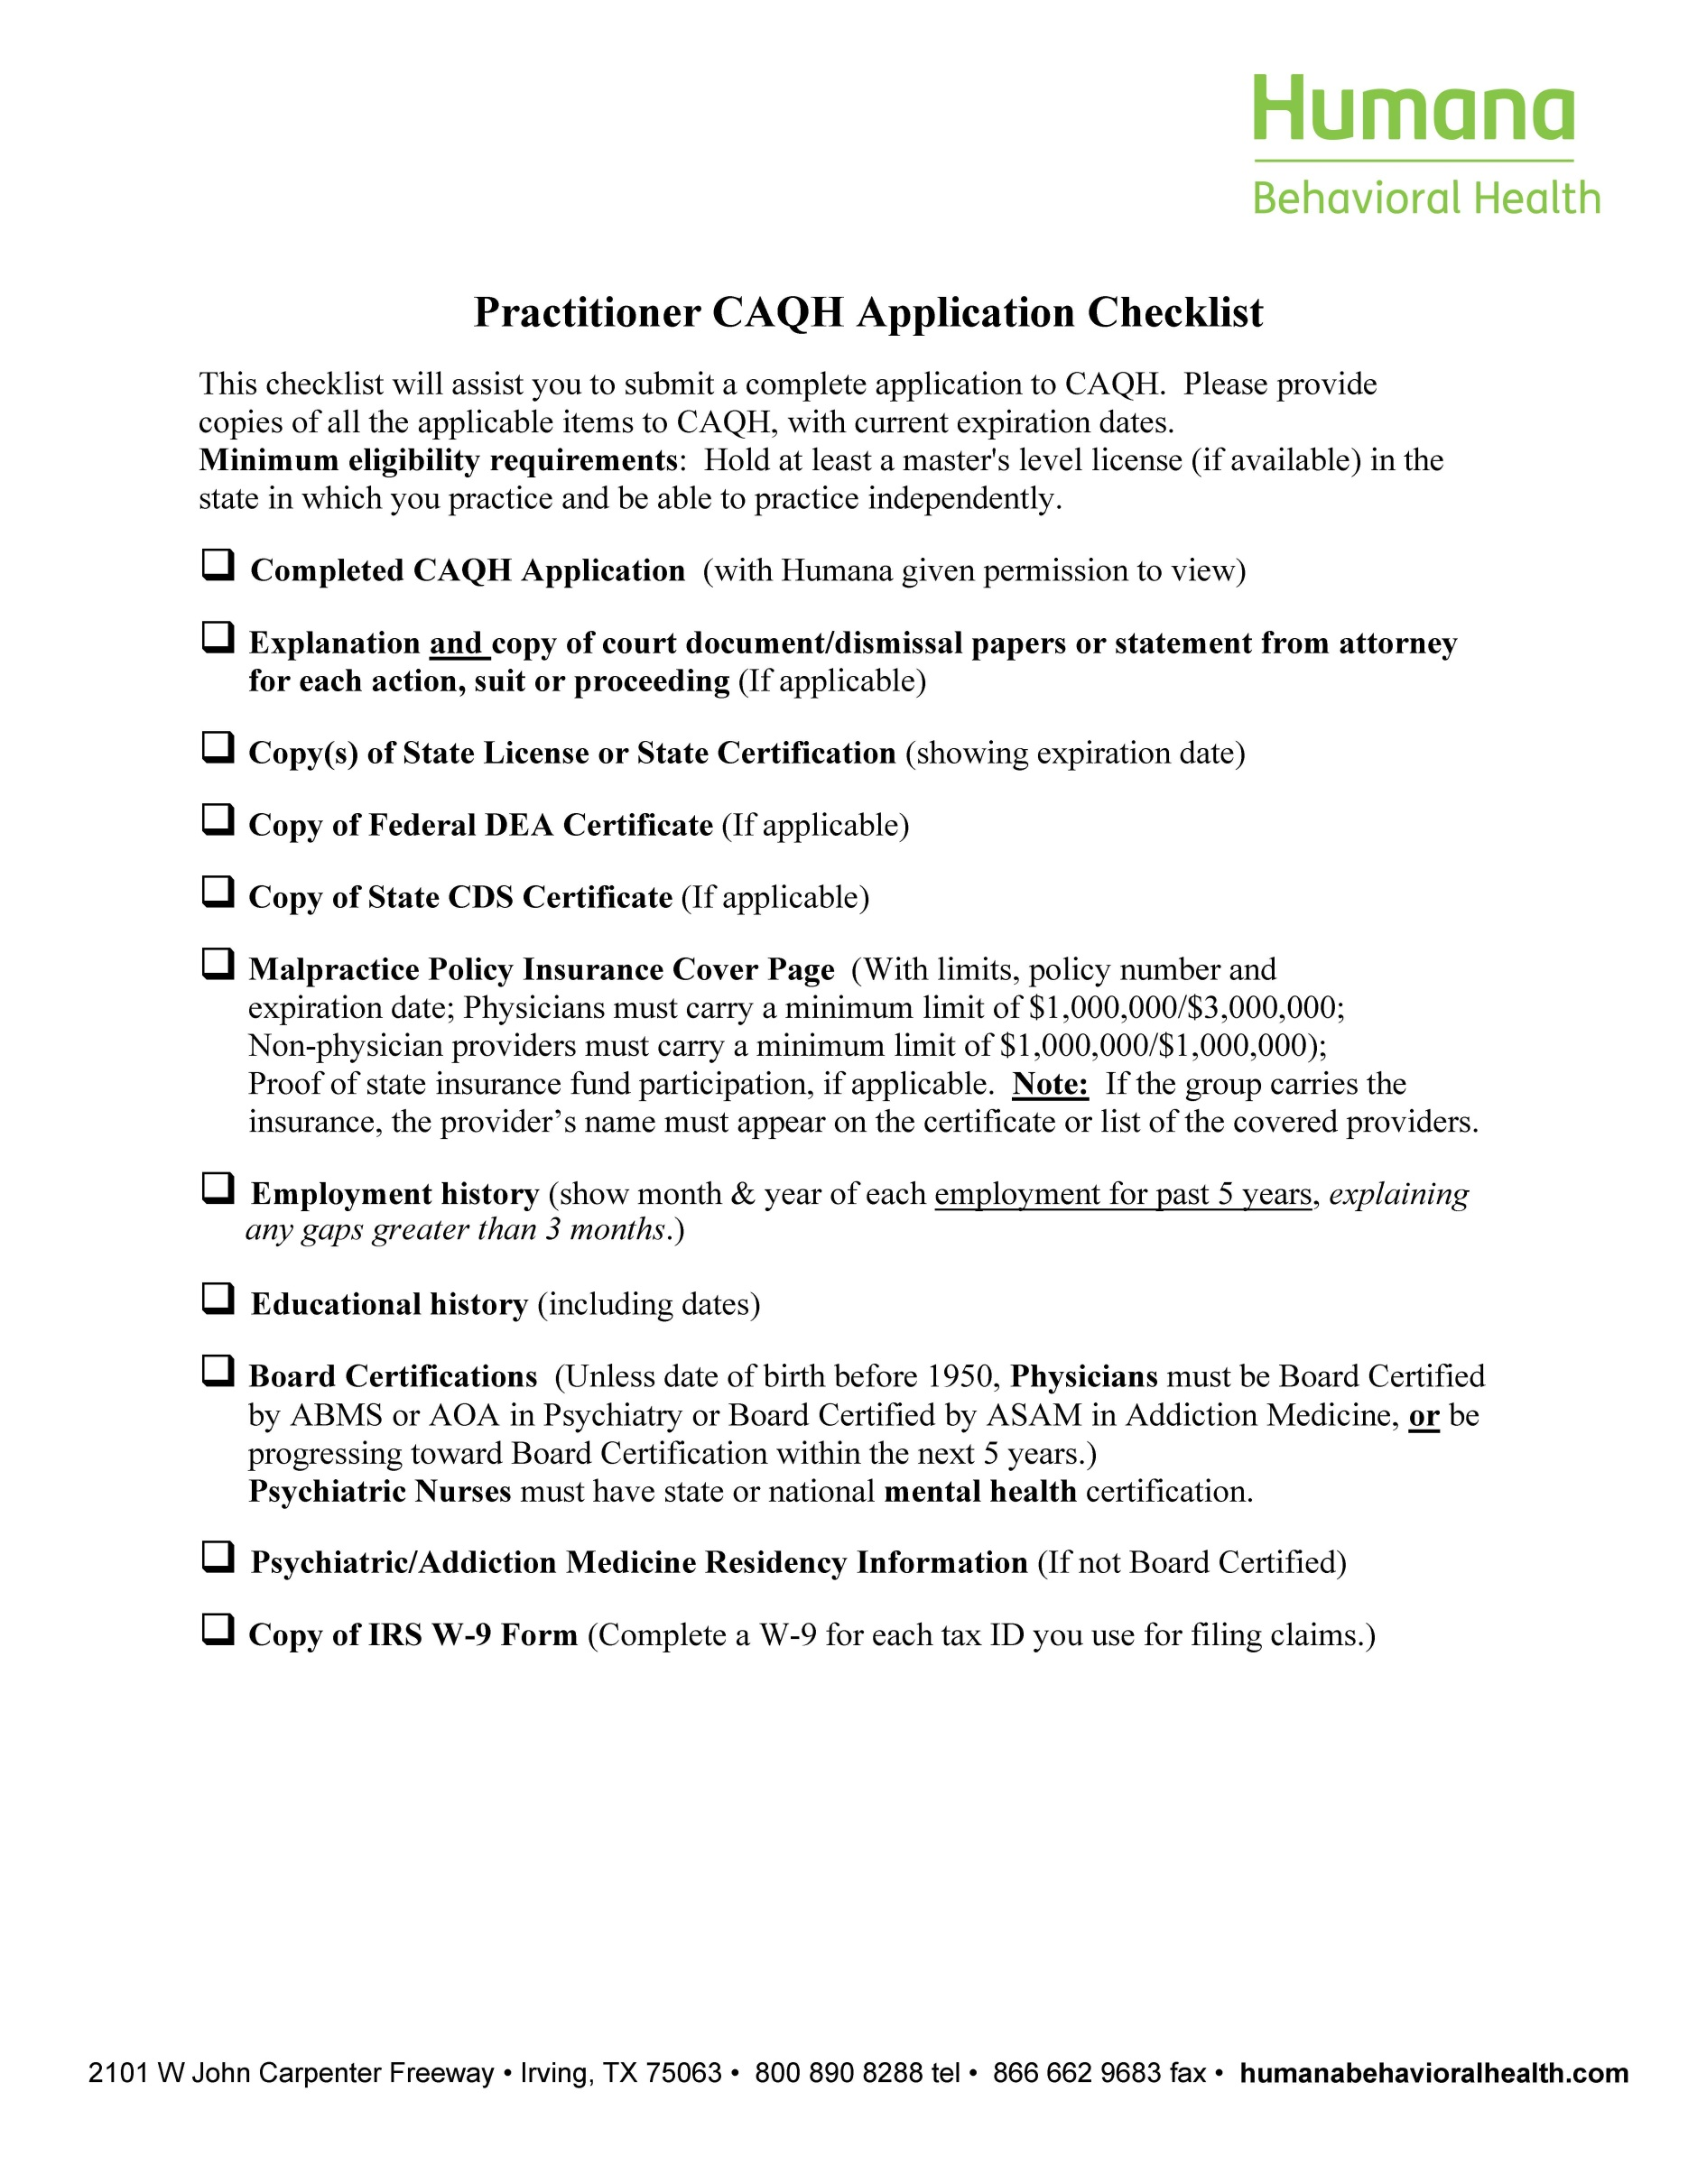 Humana
Behavioral Health
Practitioner CAQH Application Checklist
This checklist will assist you to submit a complete application to CAQH.  Please provide
copies of all the applicable items to CAQH, with current expiration dates.
Minimum eligibility requirements:  Hold at least a master's level license (if available) in the
state in which you practice and be able to practice independently.
❑ Completed CAQH Application  (with Humana given permission to view)
❑ Explanation and copy of court document/dismissal papers or statement from attorney
for each action, suit or proceeding (If applicable)
❑ Copy(s) of State License or State Certification (showing expiration date)
❑ Copy of Federal DEA Certificate (If applicable)
❑ Copy of State CDS Certificate (If applicable)
❑ Malpractice Policy Insurance Cover Page  (With limits, policy number and
expiration date; Physicians must carry a minimum limit of $1,000,000/$3,000,000;
Non-physician providers must carry a minimum limit of $1,000,000/$1,000,000);
Proof of state insurance fund participation, if applicable.  Note:  If the group carries the
insurance, the provider’s name must appear on the certificate or list of the covered providers.
❑ Employment history (show month & year of each employment for past 5 years, explaining
any gaps greater than 3 months.)
❑ Educational history (including dates)
❑ Board Certifications  (Unless date of birth before 1950, Physicians must be Board Certified
by ABMS or AOA in Psychiatry or Board Certified by ASAM in Addiction Medicine, or be
progressing toward Board Certification within the next 5 years.)
Psychiatric Nurses must have state or national mental health certification.
❑ Psychiatric/Addiction Medicine Residency Information (If not Board Certified)
❑ Copy of IRS W-9 Form (Complete a W-9 for each tax ID you use for filing claims.)
2101 W John Carpenter Freeway • Irving, TX 75063 •  800 890 8288 tel •  866 662 9683 fax •  humanabehavioralhealth.com